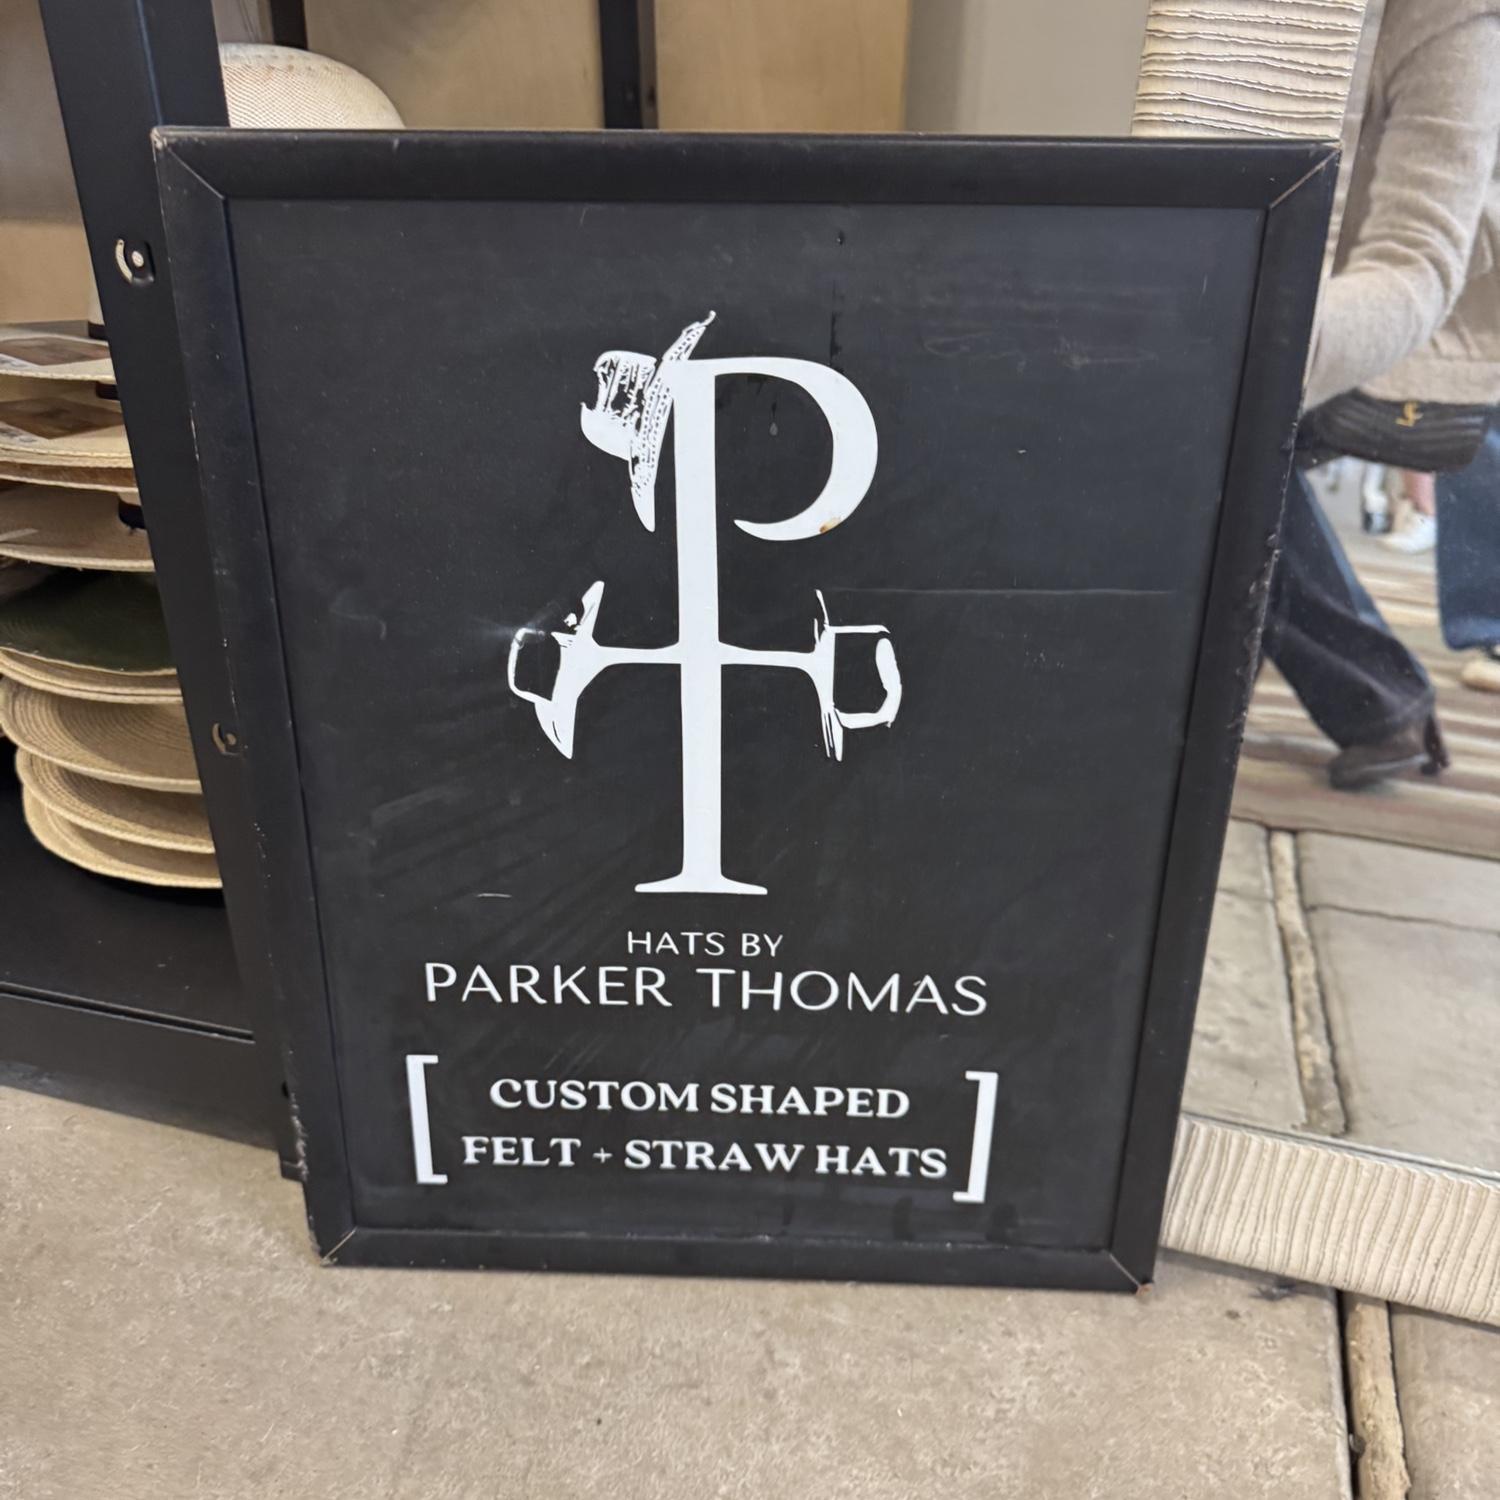 P
HATS BY
PARKER THOMAS
[CUSTOM SHAPED
FELT + STRAW HATS]